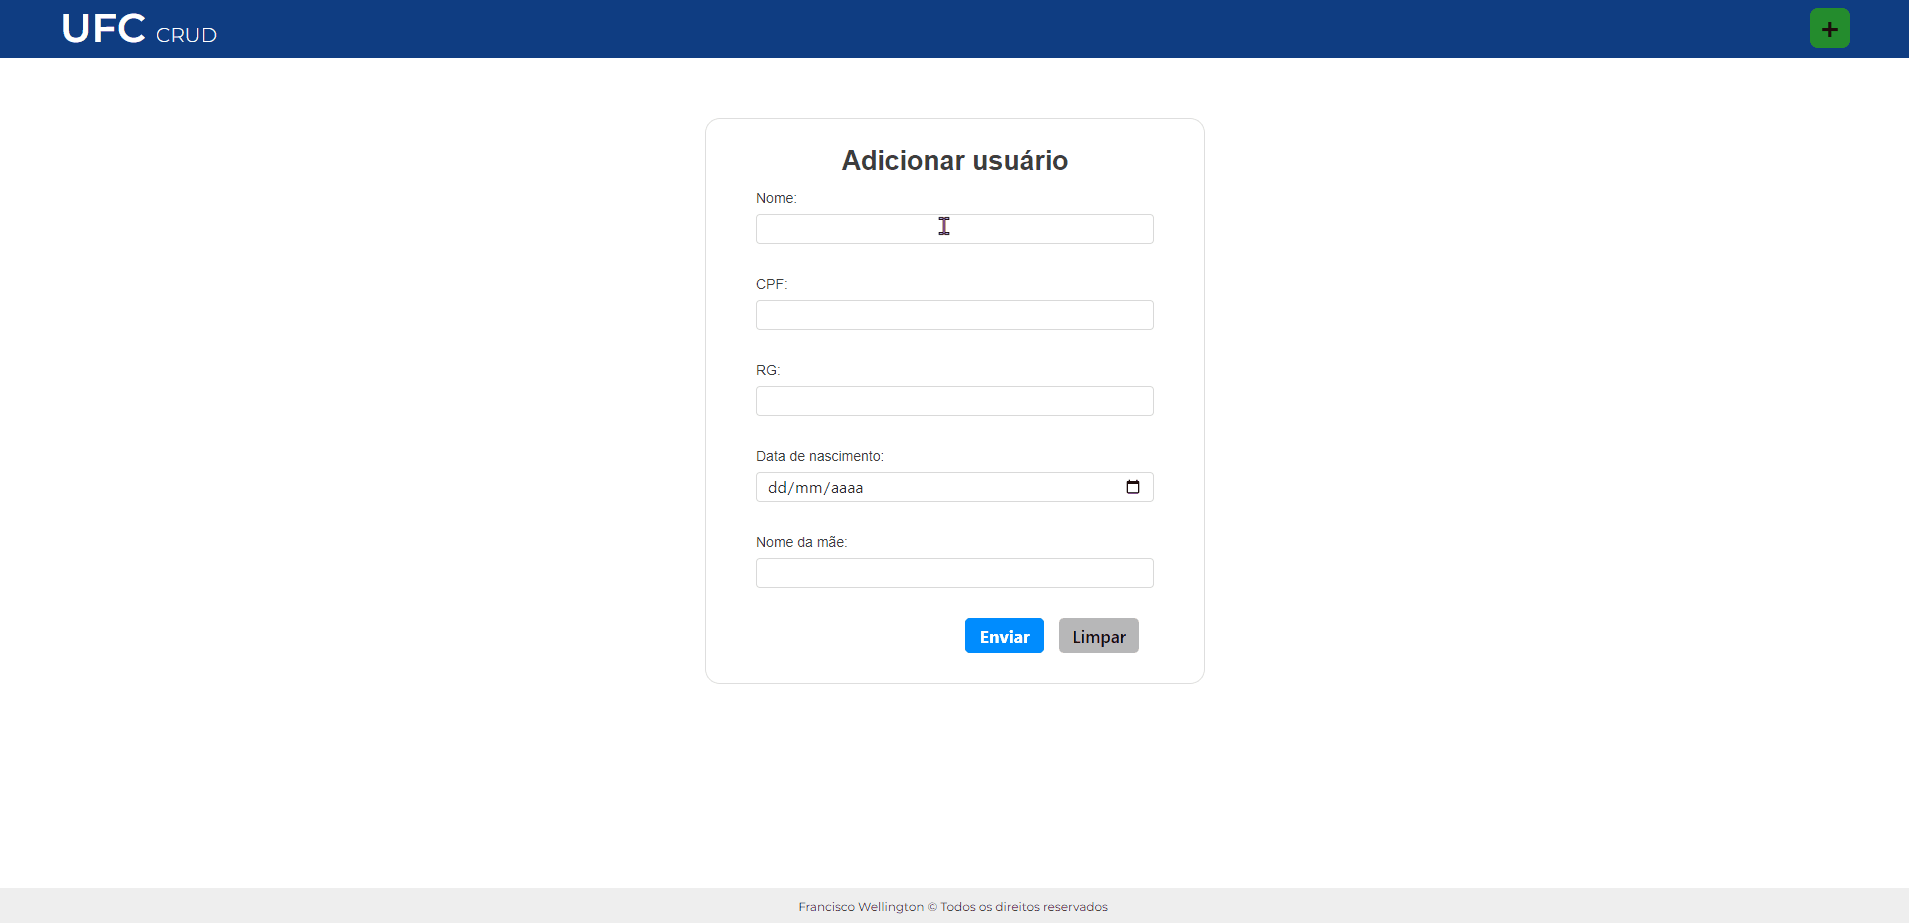 UFC CRUD
+
Adicionar usuário
Nome:
CPF:
RG:
Data de nascimento:
dd/mm/aaaa
Nome da mãe:
Enviar Limpar
Francisco Wellington © Todos os direitos reservados